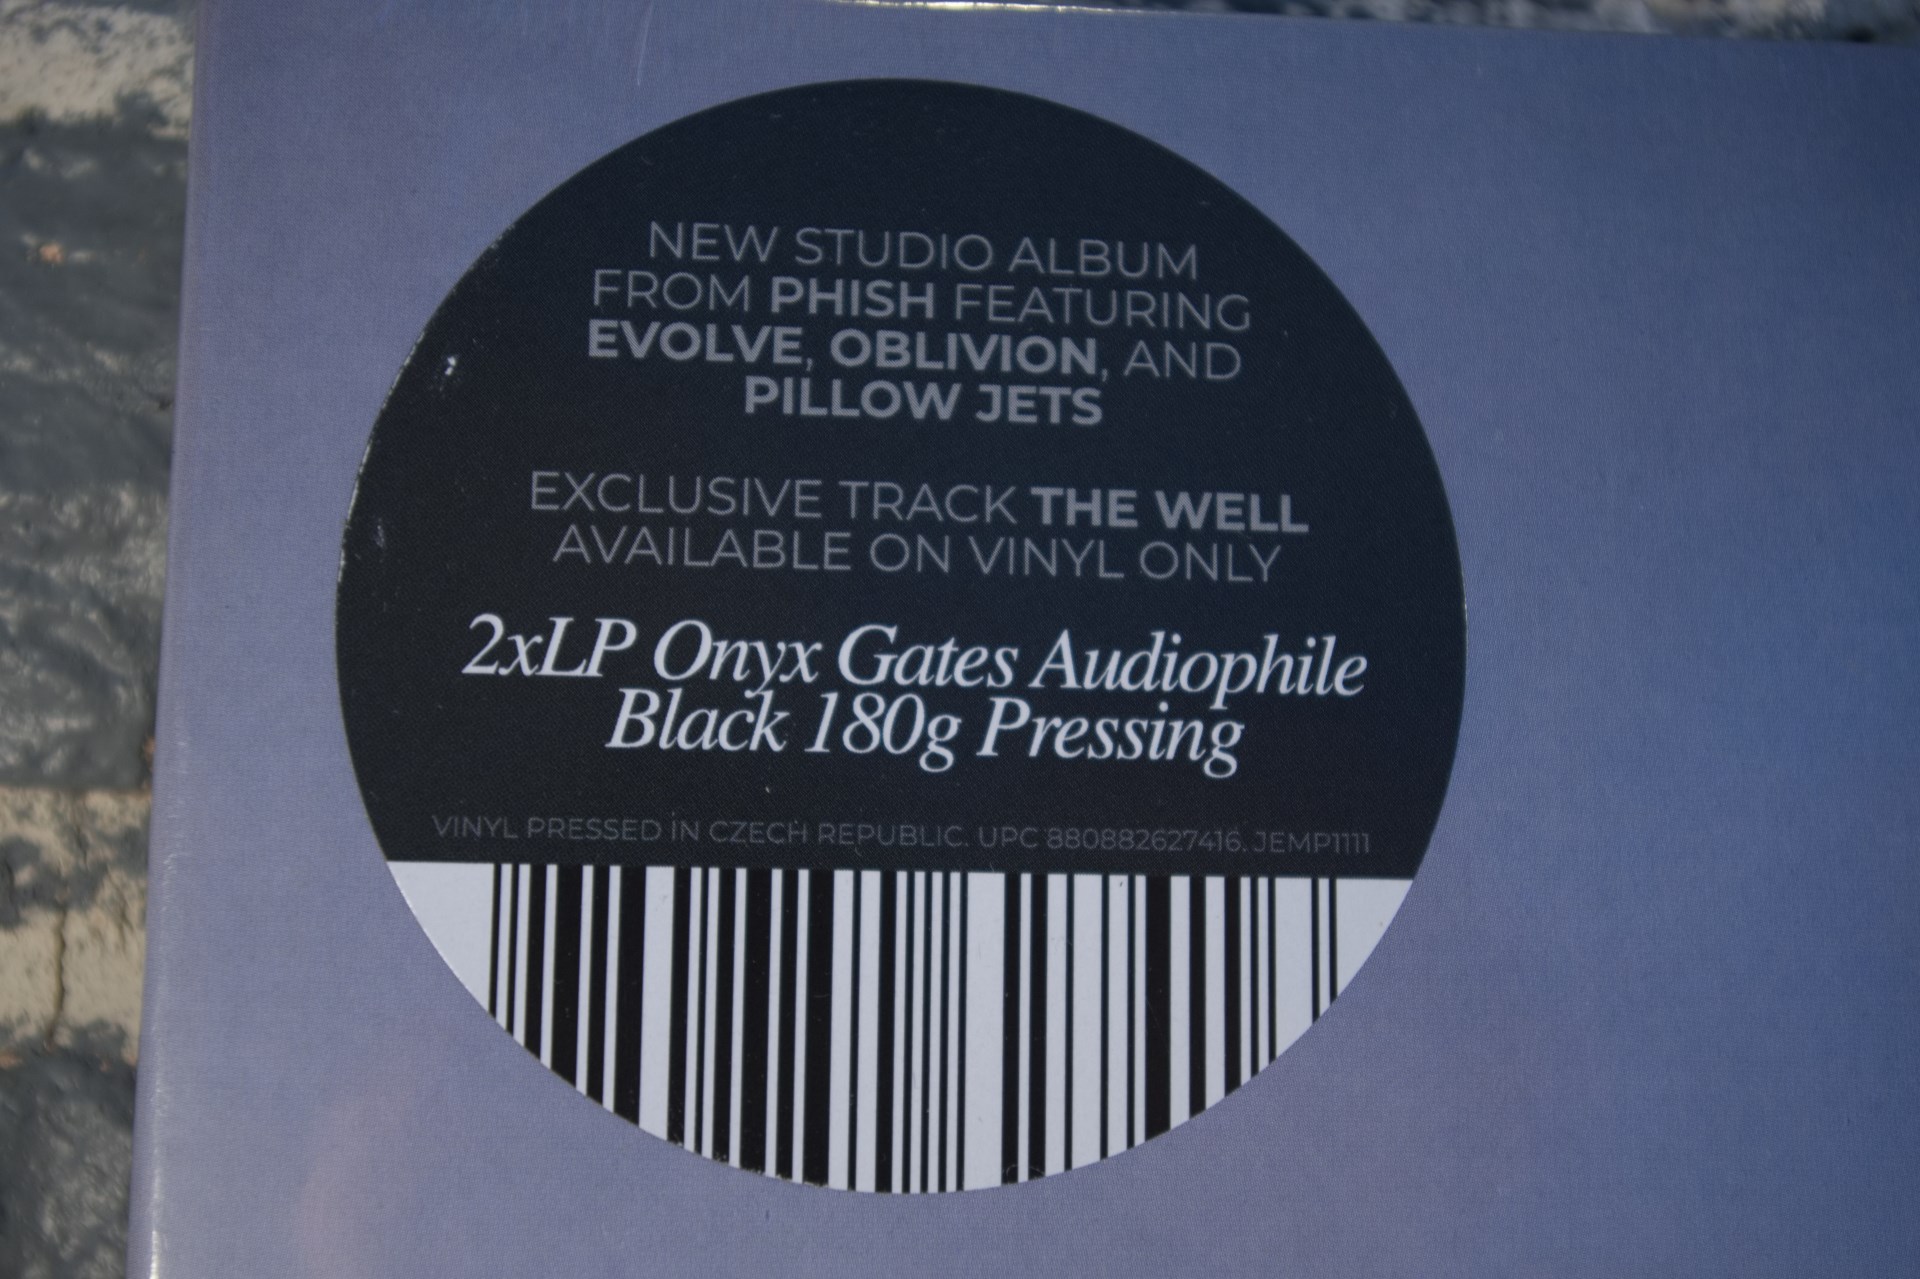 NEW STUDIO ALBUM
FROM PHISH FEATURING
EVOLVE, OBLIVION, AND
PILLOW JETS
EXCLUSIVE TRACK THE WELL
AVAILABLE ON VINYL ONLY
2xLP Onyx Gates Audiophile
Black 180g Pressing
VINYL PRESSED IN CZECH REPUBLIC. UPC 880882627416. JEMP1111